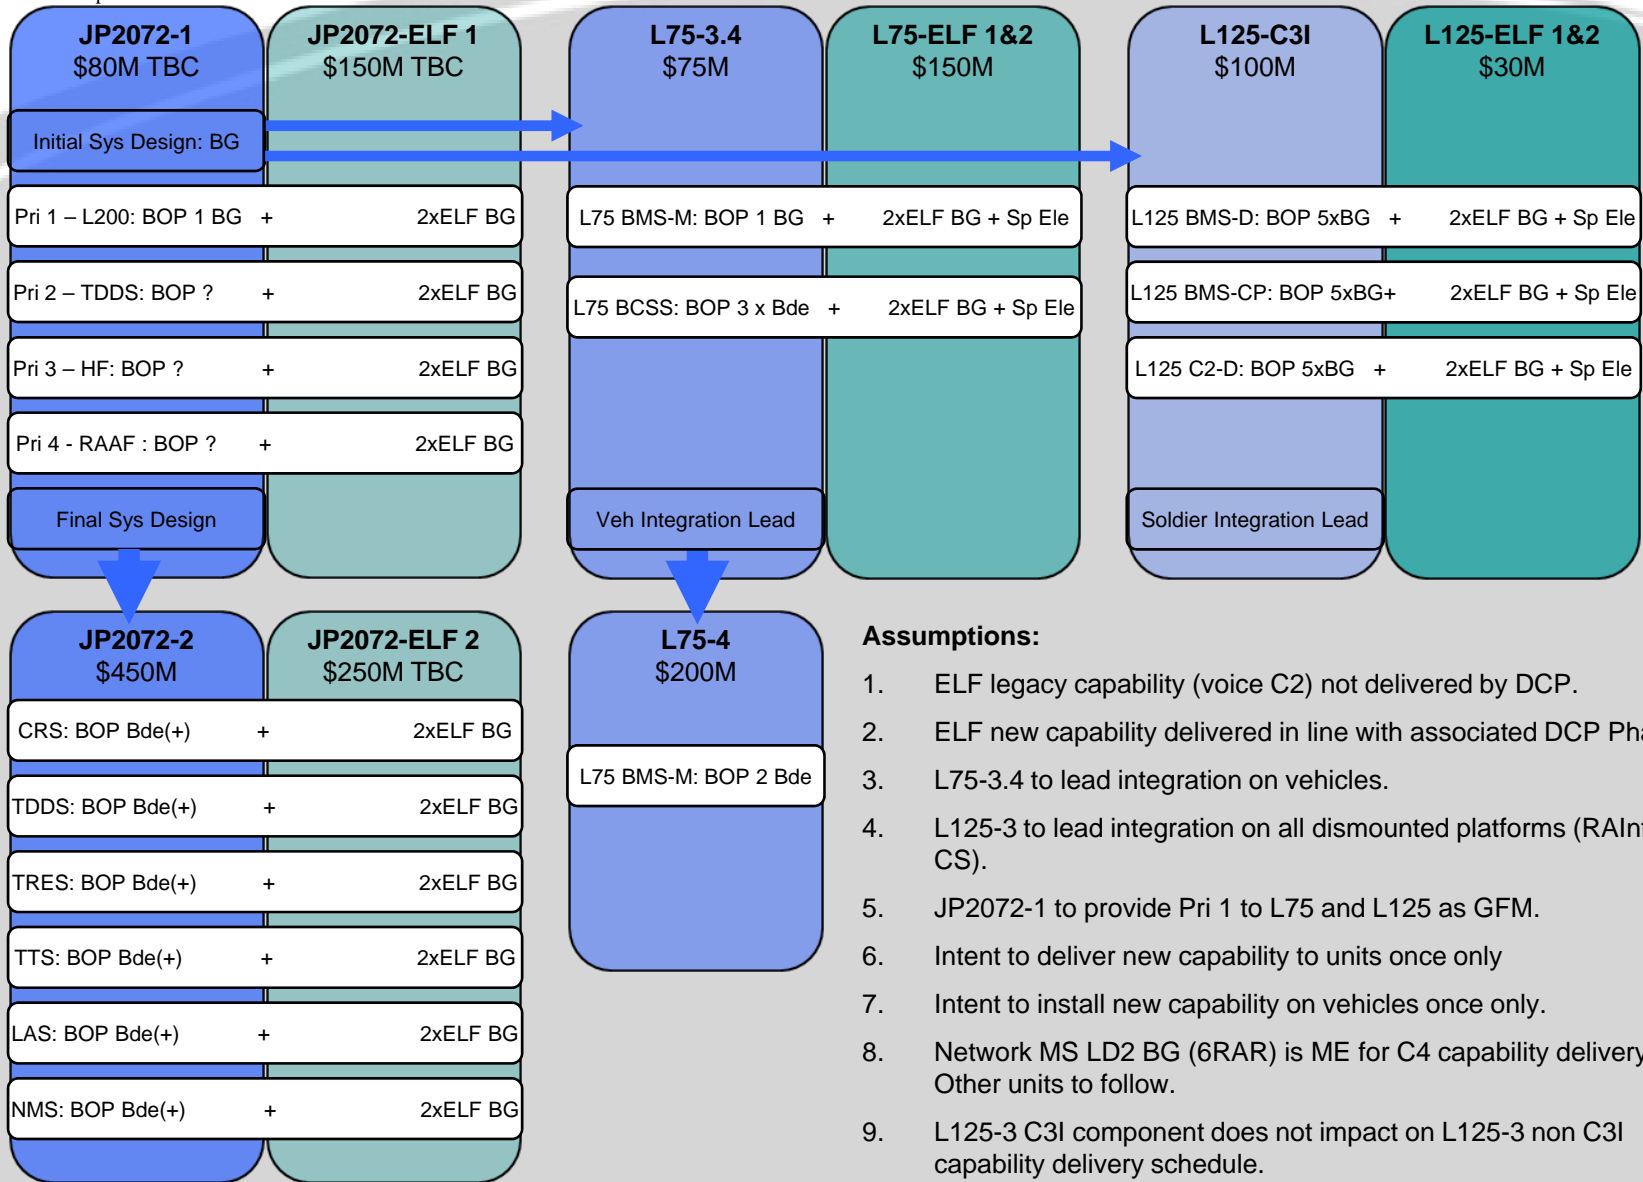 JP2072-1
$80M TBC
JP2072-ELF 1
$150M TBC
L75-3.4
$75M
L75-ELF 1&2
$150M
L125-C3I
$100M
L125-ELF 1&2
$30M
Initial Sys Design: BG
Pri 1 – L200: BOP 1 BG + 2xELF BG
Pri 2 – TDDS: BOP ? + 2xELF BG
Pri 3 – HF: BOP ? + 2xELF BG
Pri 4 - RAAF : BOP ? + 2xELF BG
Final Sys Design
L75 BMS-M: BOP 1 BG + 2xELF BG + Sp Ele
L75 BCSS: BOP 3 x Bde + 2xELF BG + Sp Ele
Veh Integration Lead
L125 BMS-D: BOP 5xBG + 2xELF BG + Sp Ele
L125 BMS-CP: BOP 5xBG+ 2xELF BG + Sp Ele
L125 C2-D: BOP 5xBG + 2xELF BG + Sp Ele
Soldier Integration Lead
JP2072-2
$450M
JP2072-ELF 2
$250M TBC
CRS: BOP Bde(+) + 2xELF BG
TDDS: BOP Bde(+) + 2xELF BG
TRES: BOP Bde(+) + 2xELF BG
TTS: BOP Bde(+) + 2xELF BG
LAS: BOP Bde(+) + 2xELF BG
NMS: BOP Bde(+) + 2xELF BG
L75-4
$200M
L75 BMS-M: BOP 2 Bde
Assumptions:
1. ELF legacy capability (voice C2) not delivered by DCP.
2. ELF new capability delivered in line with associated DCP
3. L75-3.4 to lead integration on vehicles.
4. L125-3 to lead integration on all dismounted platforms
CS).
5. JP2072-1 to provide Pri 1 to L75 and L125 as GFM.
6. Intent to deliver new capability to units once only
7. Intent to install new capability on vehicles once only.
8. Network MS LD2 BG (6RAR) is ME for C4 capability delivery
Other units to follow.
9. L125-3 C3I component does not impact on L125-3 non C3I
capability delivery schedule.